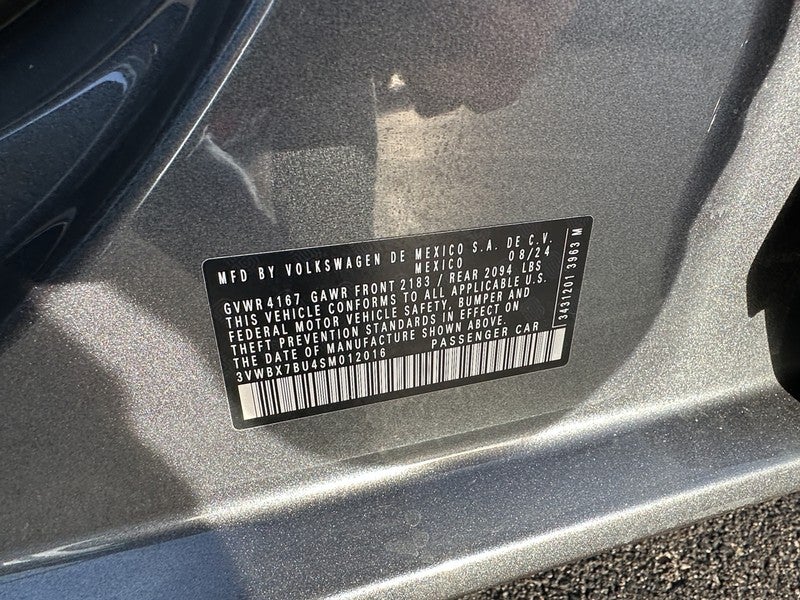 MFD BY VOLKSWAGEN DE MEXICO S.A. DE C.V.
MEXICO 08/24
GVWR 4167 GAWR FRONT 2183 / REAR 2094 LBS
THIS VEHICLE CONFORMS TO ALL APPLICABLE U.S.
FEDERAL MOTOR VEHICLE SAFETY, BUMPER AND
THEFT PREVENTION STANDARDS IN EFFECT ON
THE DATE OF MANUFACTURE SHOWN ABOVE.
3VWBX7BU4SM012016 PASSENGER CAR
3431201 3963 M